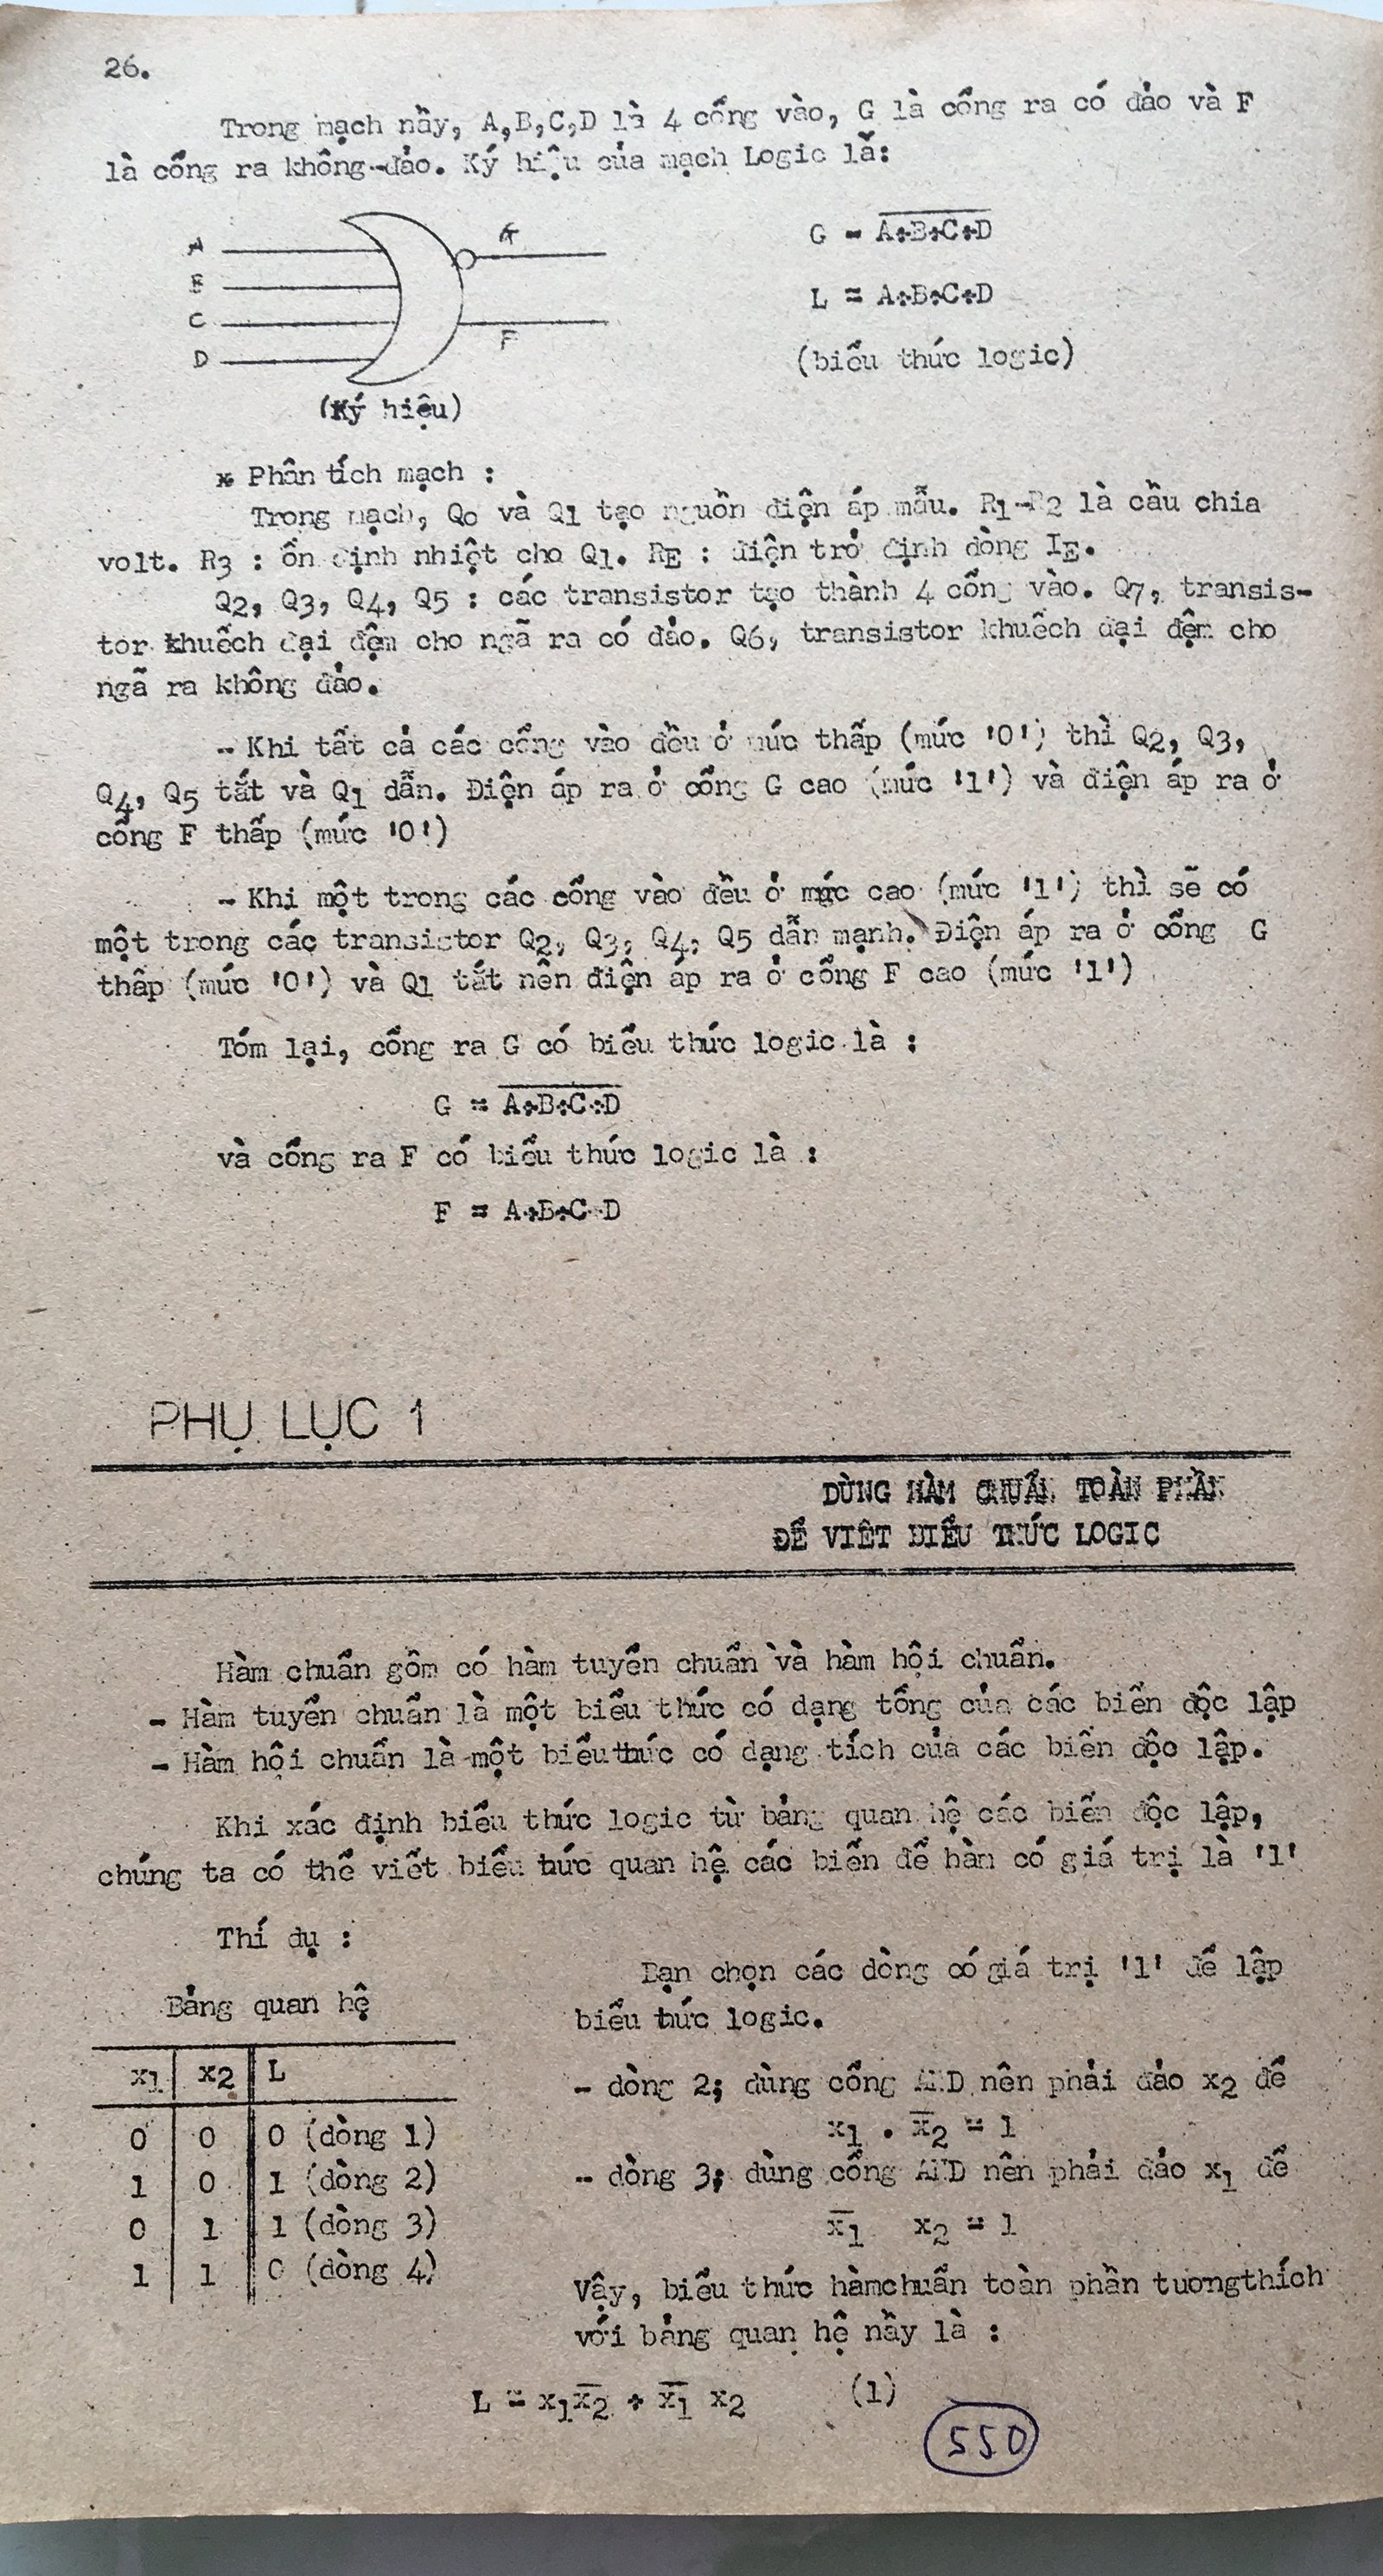 26.
Trong mạch nầy, A,B,C,D là 4 cổng vào, G là cổng ra có đảo và F
là cổng ra không-đảo. Ký hiệu của mạch Logic là:
A
B
C
D
G
F
(Ký hiệu)
G = A̅+̅B̅+̅C̅+̅D̅
L = A+B+C+D
(biểu thức logic)
* Phân tích mạch :
Trong mạch, Q0 và Q1 tạo nguồn điện áp mẫu. R1-R2 là cầu chia
volt. R3 : ổn định nhiệt cho Q1. RE : điện trở định dòng IE.
Q2, Q3, Q4, Q5 : các transistor tạo thành 4 cổng vào. Q7, transis-
tor khuếch đại đệm cho ngã ra có đảo. Q6, transistor khuếch đại đệm cho
ngã ra không đảo.
- Khi tất cả các cổng vào đều ở mức thấp (mức '0') thì Q2, Q3,
Q4, Q5 tắt và Q1 dẫn. Điện áp ra ở cổng G cao (mức '1') và điện áp ra ở
cổng F thấp (mức '0')
- Khi một trong các cổng vào đều ở mức cao (mức '1') thì sẽ có
một trong các transistor Q2, Q3, Q4, Q5 dẫn mạnh. Điện áp ra ở cổng G
thấp (mức '0') và Q1 tắt nên điện áp ra ở cổng F cao (mức '1')
Tóm lại, cổng ra G có biểu thức logic là :
G = A̅+̅B̅+̅C̅+̅D̅
và cổng ra F có biểu thức logic là :
F = A+B+C+D
PHỤ LỤC 1
DÙNG HÀM CHUẨN TOÀN PHẦN
ĐỂ VIẾT BIỂU THỨC LOGIC
Hàm chuẩn gồm có hàm tuyển chuẩn và hàm hội chuẩn.
- Hàm tuyển chuẩn là một biểu thức có dạng tổng của các biến độc lập
- Hàm hội chuẩn là một biểu thức có dạng tích của các biến độc lập.
Khi xác định biểu thức logic từ bảng quan hệ các biến độc lập,
chúng ta có thể viết biểu thức quan hệ các biến để hàm có giá trị là '1'
Thí dụ :
Bảng quan hệ
x1 x2 L
0 0 0 (dòng 1)
1 0 1 (dòng 2)
0 1 1 (dòng 3)
1 1 0 (dòng 4)
Bạn chọn các dòng có giá trị '1' để lập
biểu thức logic.
- dòng 2; dùng cổng AND nên phải đảo x2 để
x1 . x̅2 = 1
- dòng 3; dùng cổng AND nên phải đảo x1 để
x̅1 x2 = 1
Vậy, biểu thức hàm chuẩn toàn phần tương thích
với bảng quan hệ nầy là :
L = x1x̅2 + x̅1 x2 (1)
550